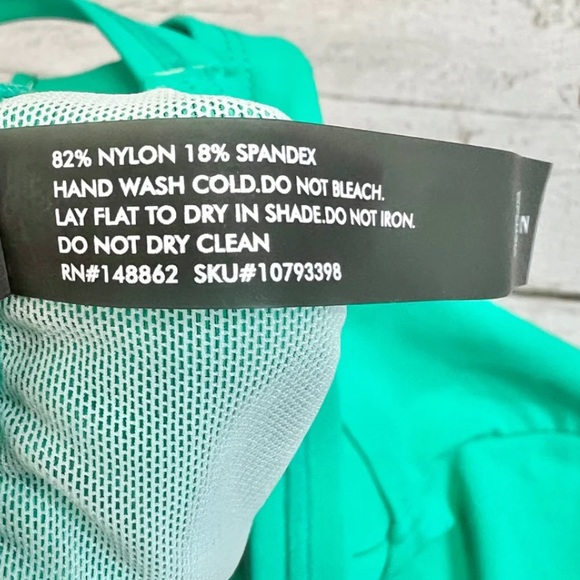 82% NYLON 18% SPANDEX
HAND WASH COLD.DO NOT BLEACH.
LAY FLAT TO DRY IN SHADE.DO NOT IRON.
DO NOT DRY CLEAN
RN#148862 SKU#10793398